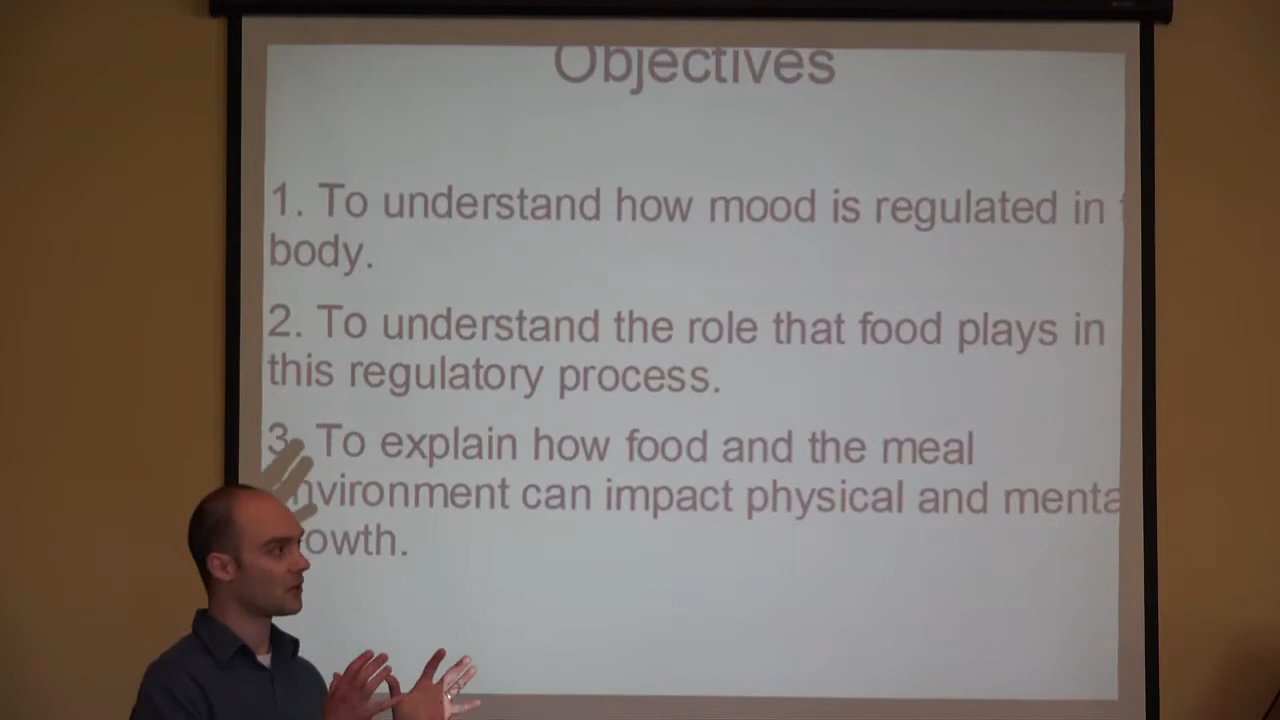 Objectives
1. To understand how mood is regulated in
body.
2. To understand the role that food plays in
this regulatory process.
3. To explain how food and the meal
nvironment can impact physical and menta
owth.